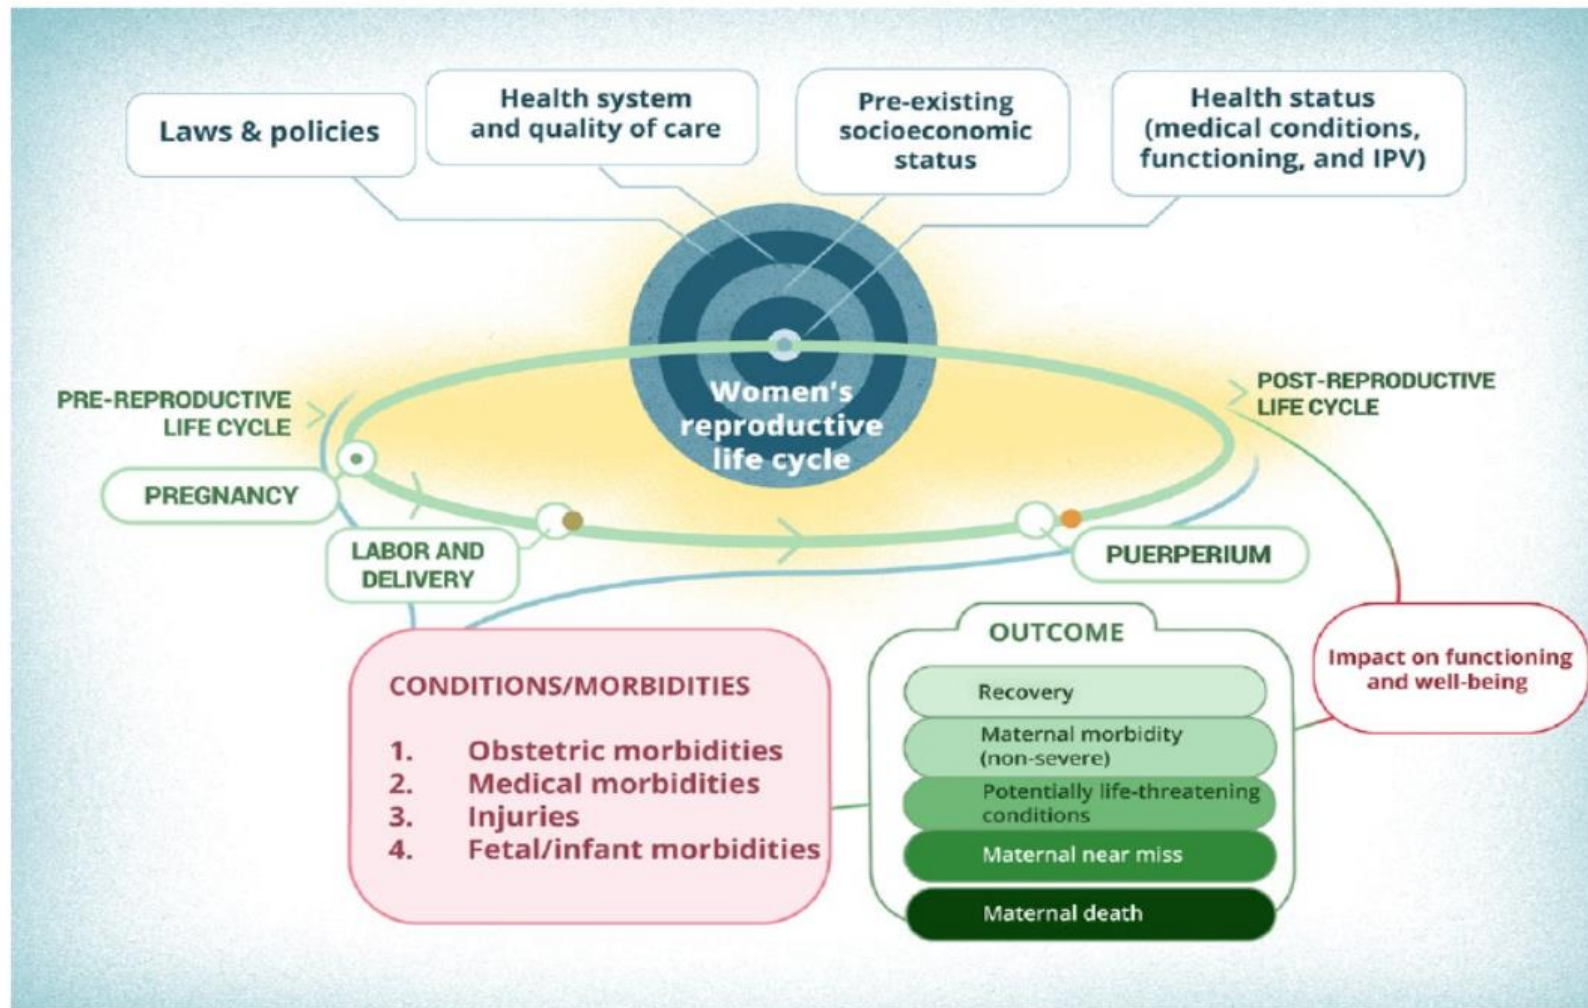 Laws & policies
Health system
and quality of care
Pre-existing
socioeconomic
status
Health status
(medical conditions,
functioning, and IPV)
Women's
reproductive
life cycle
PRE-REPRODUCTIVE
LIFE CYCLE
POST-REPRODUCTIVE
LIFE CYCLE
PREGNANCY
LABOR AND
DELIVERY
PUERPERIUM
CONDITIONS/MORBIDITIES
1. Obstetric morbidities
2. Medical morbidities
3. Injuries
4. Fetal/infant morbidities
OUTCOME
Recovery
Maternal morbidity
(non-severe)
Potentially life-threatening
conditions
Maternal near miss
Maternal death
Impact on functioning
and well-being